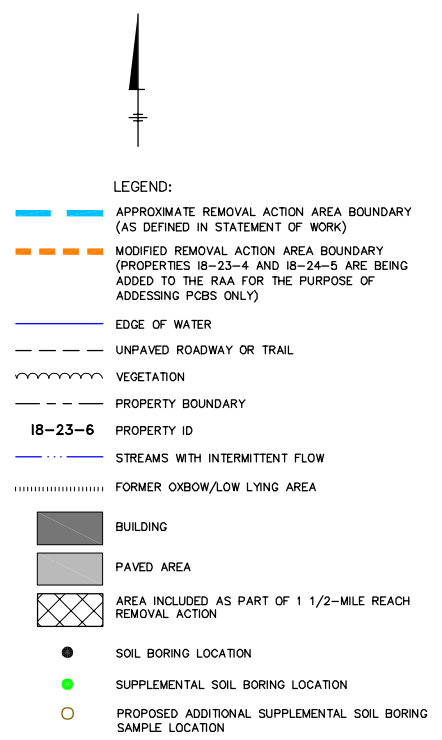 LEGEND:
APPROXIMATE REMOVAL ACTION AREA BOUNDARY
(AS DEFINED IN STATEMENT OF WORK)
MODIFIED REMOVAL ACTION AREA BOUNDARY
(PROPERTIES I8-23-4 AND I8-24-5 ARE BEING
ADDED TO THE RAA FOR THE PURPOSE OF
ADDESSING PCBS ONLY)
EDGE OF WATER
UNPAVED ROADWAY OR TRAIL
VEGETATION
PROPERTY BOUNDARY
I8-23-6 PROPERTY ID
STREAMS WITH INTERMITTENT FLOW
FORMER OXBOW/LOW LYING AREA
BUILDING
PAVED AREA
AREA INCLUDED AS PART OF 1 1/2-MILE REACH
REMOVAL ACTION
SOIL BORING LOCATION
SUPPLEMENTAL SOIL BORING LOCATION
PROPOSED ADDITIONAL SUPPLEMENTAL SOIL BORING
SAMPLE LOCATION